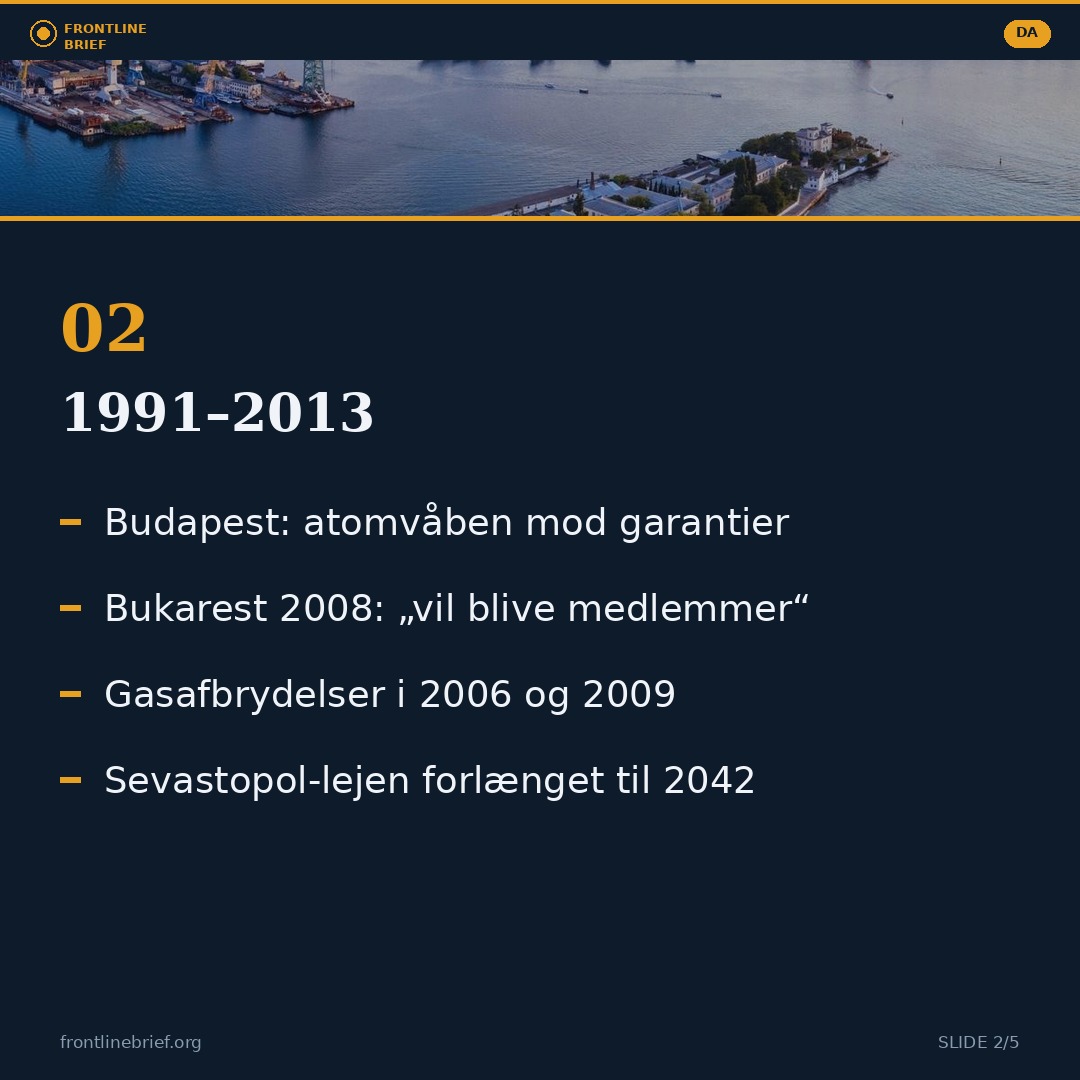 FRONTLINE
BRIEF
DA
02
1991–2013
Budapest: atomvåben mod garantier
Bukarest 2008: „vil blive medlemmer“
Gasafbrydelser i 2006 og 2009
Sevastopol-lejen forlænget til 2042
frontlinebrief.org
SLIDE 2/5